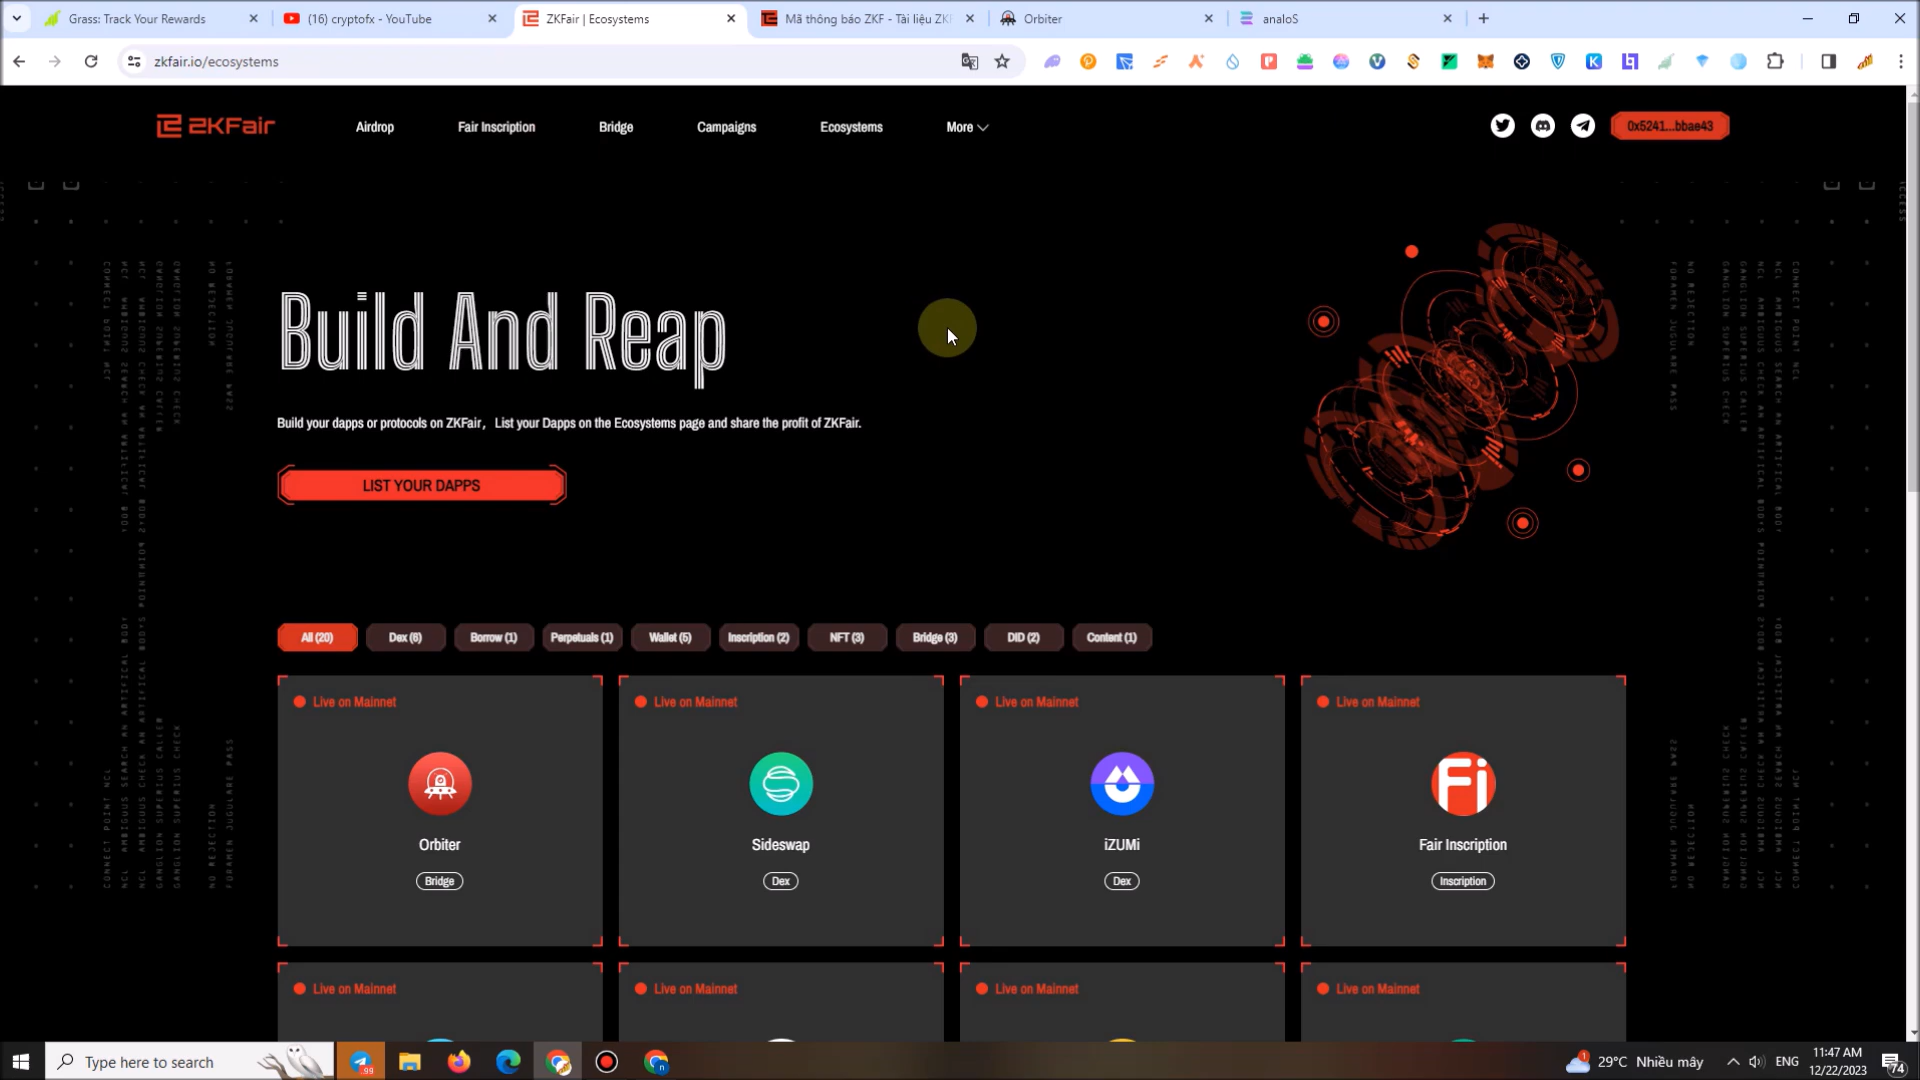 Grass: Track Your Rewards
(16) cryptofx - YouTube
ZKFair | Ecosystems
Mã thông báo ZKF - Tài liệu ZK
Orbiter
analoS
zkfair.io/ecosystems
ZKFair
Airdrop
Fair Inscription
Bridge
Campaigns
Ecosystems
More
0x5241...bbae43
Build And Reap
Build your dapps or protocols on ZKFair, List your Dapps on the Ecosystems page and share the profit of ZKFair.
LIST YOUR DAPPS
All (20)
Dex (6)
Borrow (1)
Perpetuals (1)
Wallet (5)
Inscription (2)
NFT (3)
Bridge (3)
DID (2)
Content (1)
Live on Mainnet
Live on Mainnet
Live on Mainnet
Live on Mainnet
Fi
Orbiter
Sideswap
iZUMi
Fair Inscription
Bridge
Dex
Dex
Inscription
Live on Mainnet
Live on Mainnet
Live on Mainnet
Live on Mainnet
Type here to search
99
29°C Nhiều mây
ENG
11:47 AM
12/22/2023
74